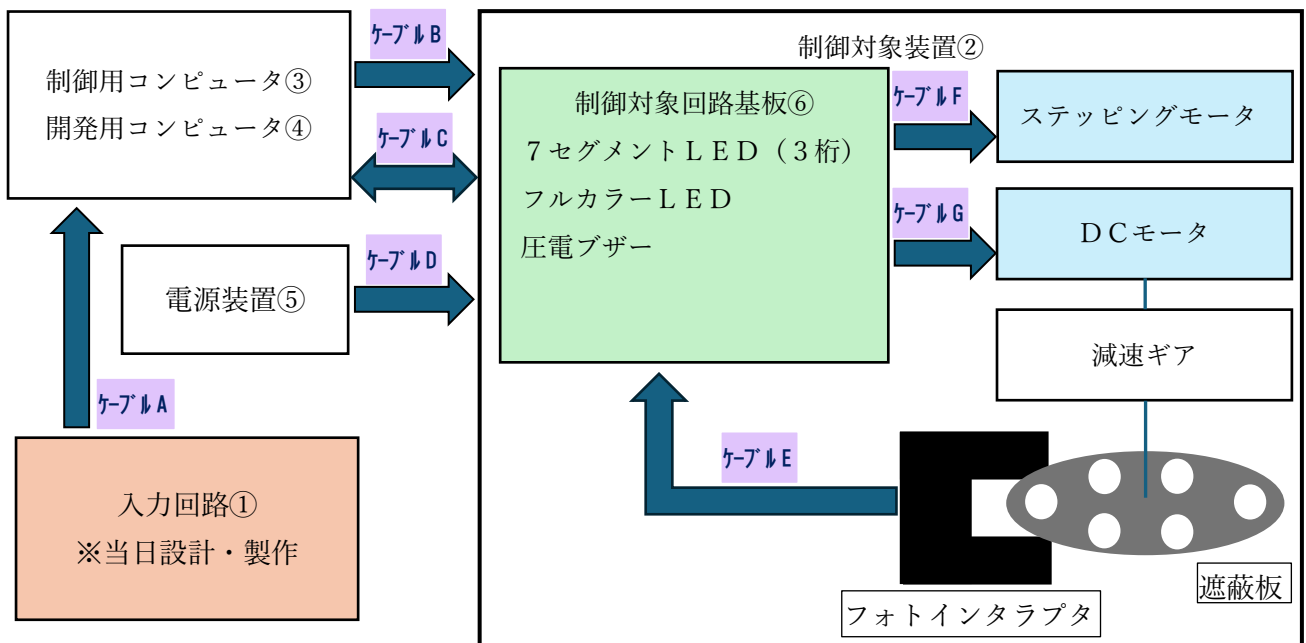 ｹｰﾌﾞﾙB
制御対象装置②
制御用コンピュータ③
開発用コンピュータ④
制御対象回路基板⑥
７セグメントＬＥＤ（３桁）
フルカラーＬＥＤ
圧電ブザー
ｹｰﾌﾞﾙF
ステッピングモータ
ｹｰﾌﾞﾙC
ｹｰﾌﾞﾙG
ＤＣモータ
ｹｰﾌﾞﾙD
電源装置⑤
減速ギア
ｹｰﾌﾞﾙA
ｹｰﾌﾞﾙE
入力回路①
※当日設計・製作
遮蔽板
フォトインタラプタ